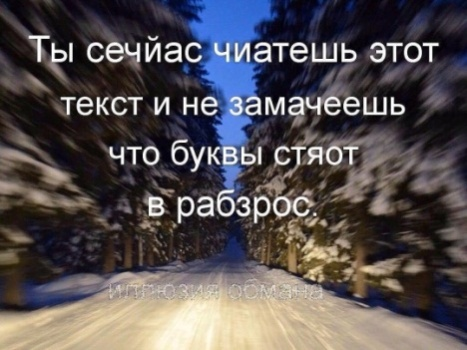 Ты сечйас чиатешь этот
текст и не замачеешь
что буквы стяот
в рабзрос.
иллюзия обмана